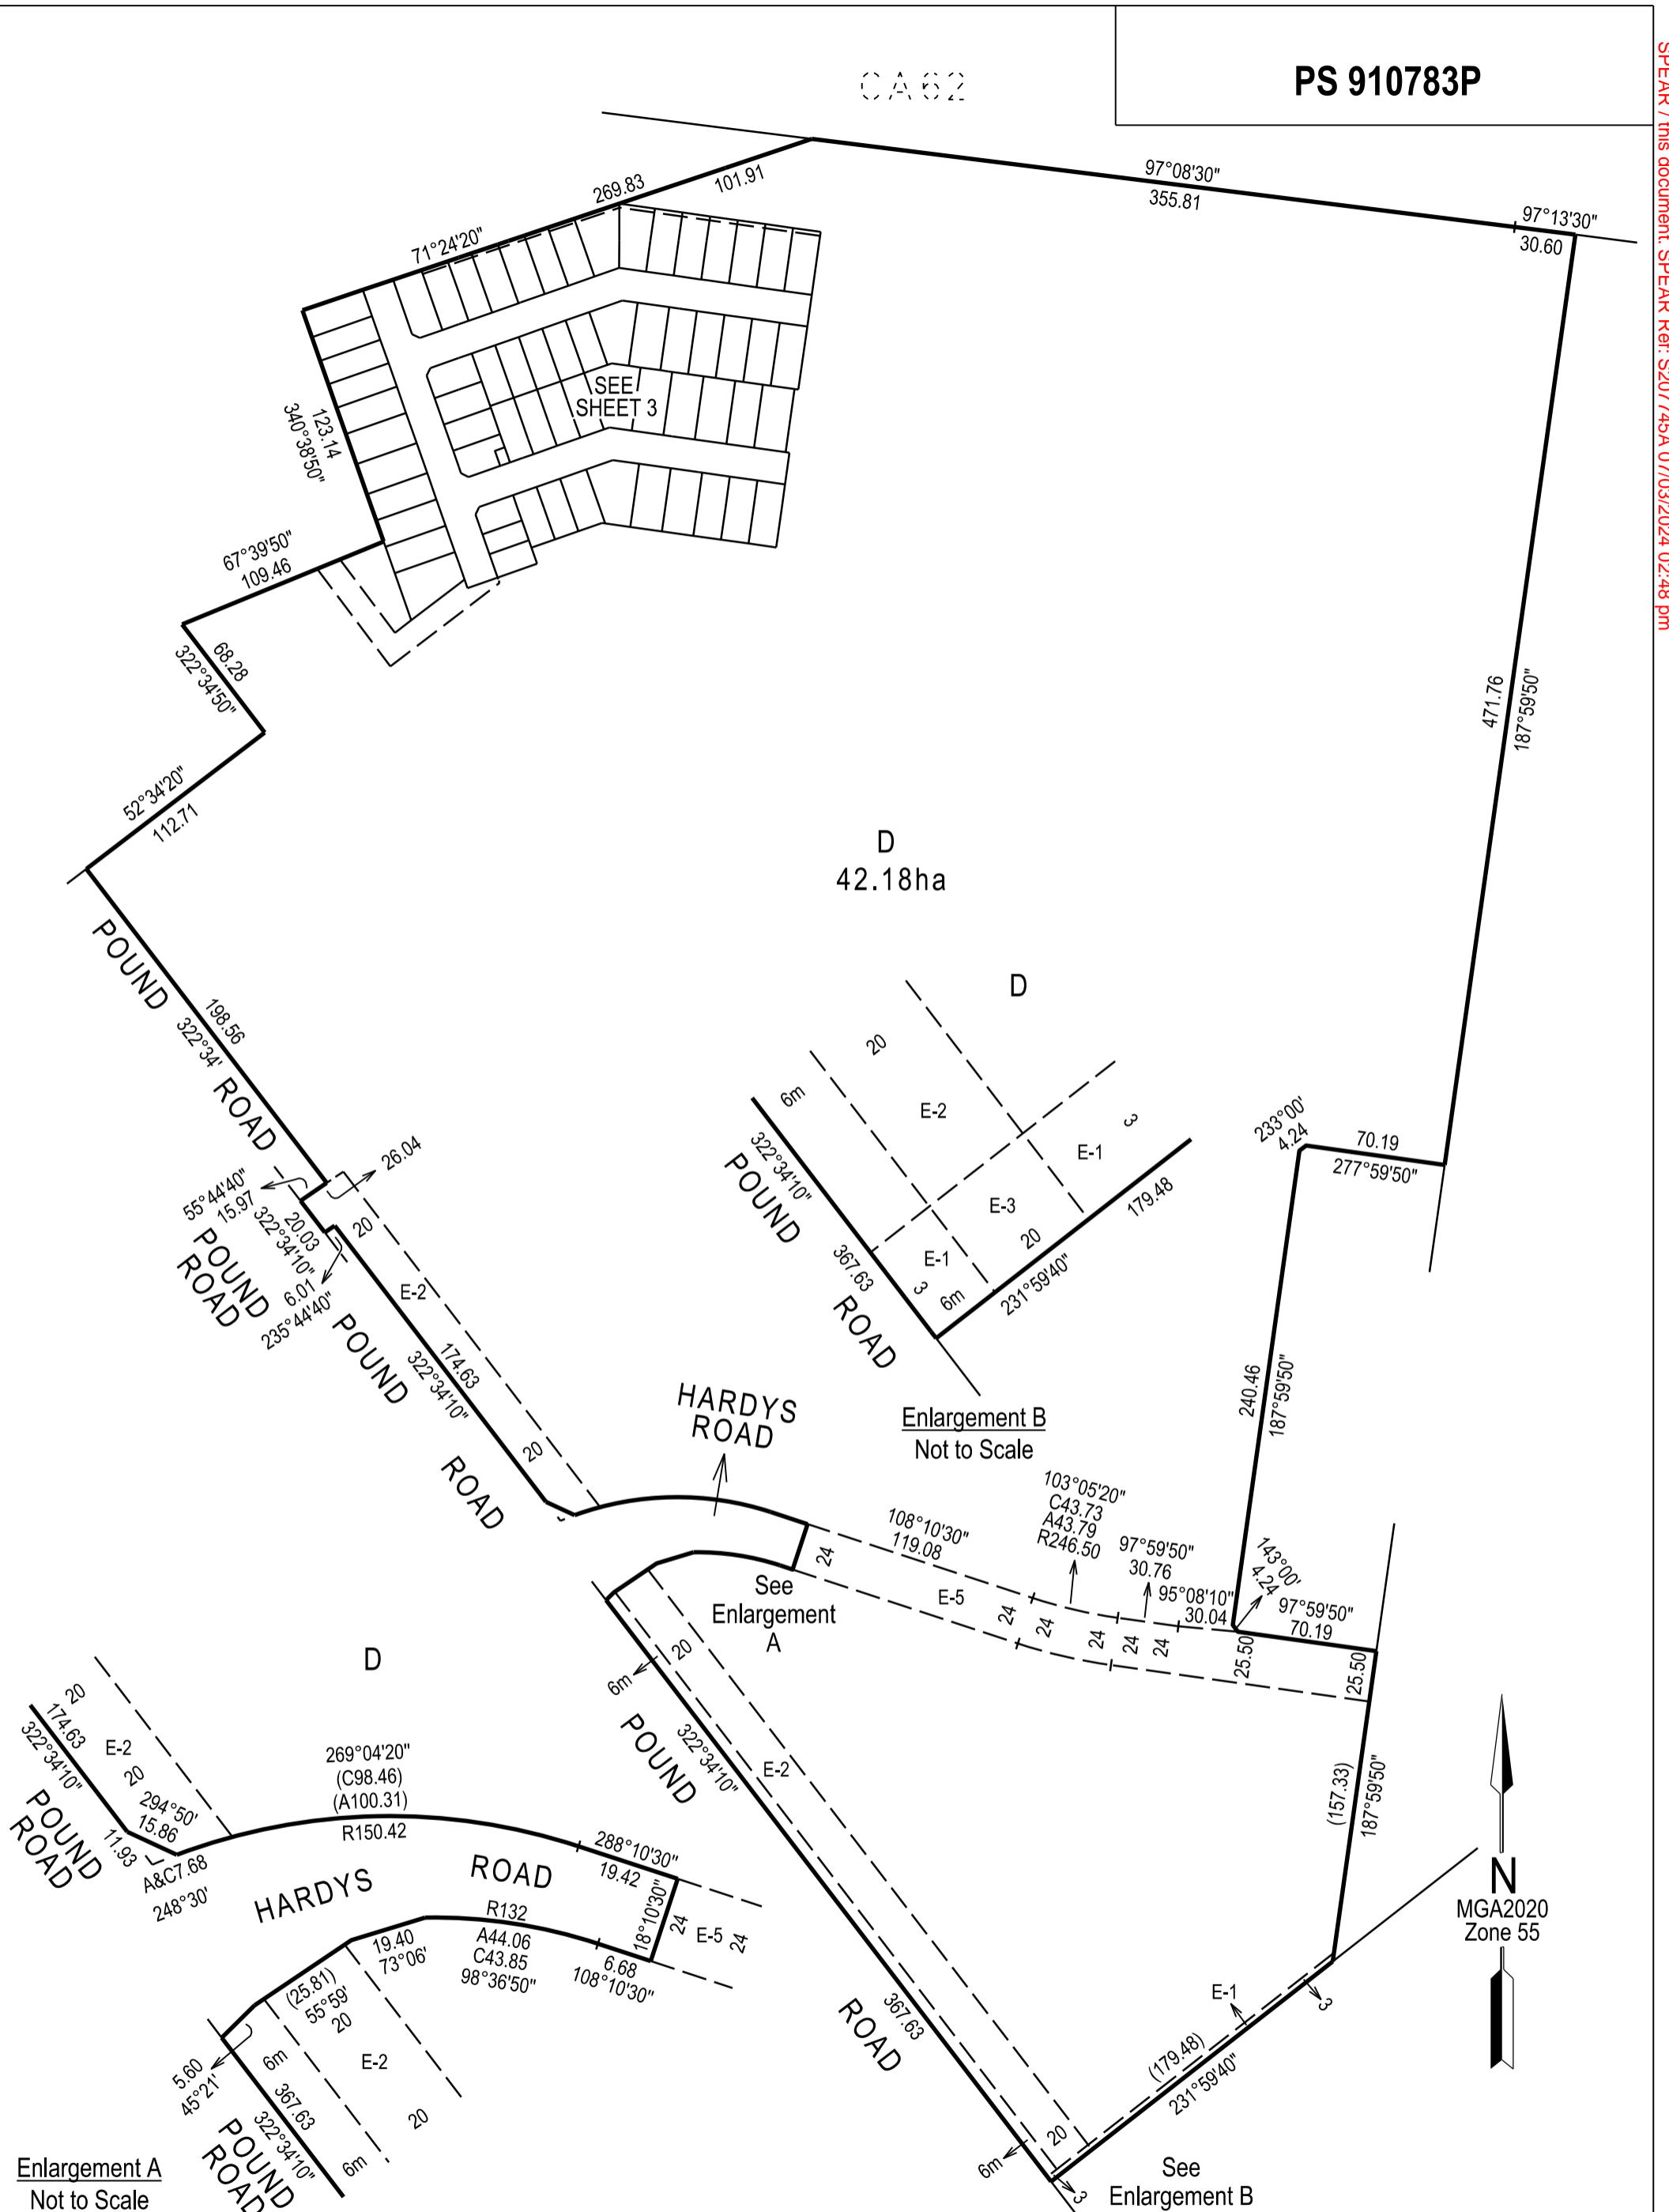 PS 910783P
SPEAR / this document. SPEAR Ref: S207745A 07/03/2024 02:48 pm
CA62
97°08'30"
355.81
97°13'30"
30.60
269.83
101.91
71°24'20"
SEE
SHEET 3
123.14
340°38'50"
67°39'50"
109.46
68.28
322°34'50"
52°34'20"
112.71
471.76
187°59'50"
D
42.18ha
POUND
198.56
322°34'
ROAD
26.04
55°44'40"
15.97
20.03
322°34'10"
POUND
ROAD
6.01
235°44'40"
20
E-2
POUND
174.63
322°34'10"
20
ROAD
D
20
6m
E-2
3
E-1
322°34'10"
POUND
E-3
179.48
20
367.63
E-1
3
6m
231°59'40"
ROAD
Enlargement B
Not to Scale
233°00'
4.24
70.19
277°59'50"
240.46
187°59'50"
HARDYS
ROAD
24
See
Enlargement
A
108°10'30"
119.08
E-5
103°05'20"
C43.73
A43.79
R246.50
97°59'50"
30.76
95°08'10"
30.04
143°00'
4.24
97°59'50"
70.19
24
24
24
24
24
25.50
25.50
(157.33)
187°59'50"
20
6m
POUND
322°34'10"
E-2
367.63
ROAD
E-1
3
(179.48)
231°59'40"
20
6m
3
See
Enlargement B
N
MGA2020
Zone 55
D
20
174.63
322°34'10"
E-2
20
POUND
ROAD
294°50'
15.86
11.93
A&C7.68
248°30'
269°04'20"
(C98.46)
(A100.31)
R150.42
288°10'30"
19.42
HARDYS
ROAD
18°10'30"
24
E-5
24
R132
A44.06
C43.85
98°36'50"
6.68
108°10'30"
19.40
73°06'
(25.81)
55°59'
20
E-2
5.60
45°21'
6m
367.63
322°34'10"
20
6m
POUND
ROAD
Enlargement A
Not to Scale